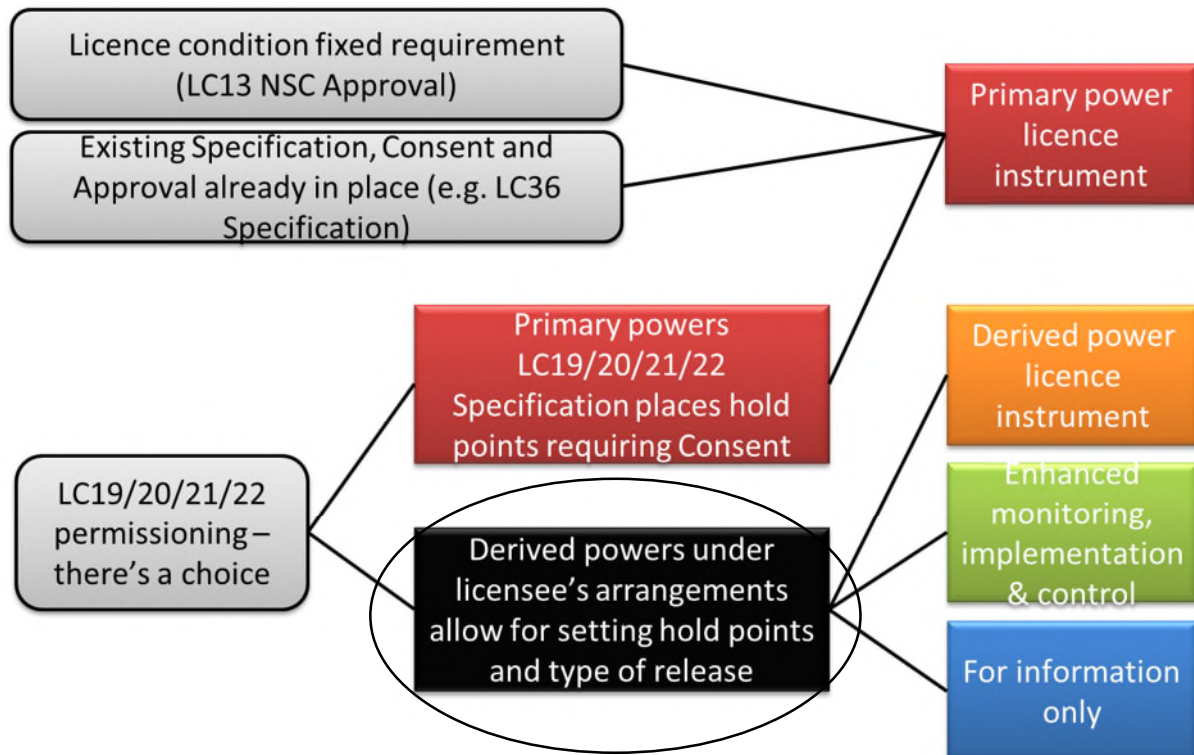 Licence condition fixed requirement
(LC13 NSC Approval)
Existing Specification, Consent and
Approval already in place (e.g. LC36
Specification)
Primary power
licence
instrument
Primary powers
LC19/20/21/22
Specification places hold
points requiring Consent
LC19/20/21/22
permissioning –
there's a choice
Derived powers under
licensee's arrangements
allow for setting hold points
and type of release
Derived power
licence
instrument
Enhanced
monitoring,
implementation
& control
For information
only